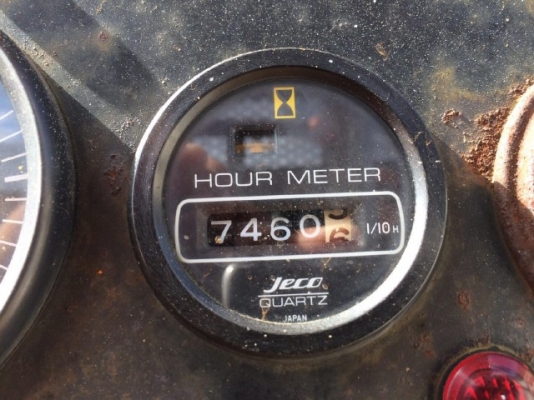 HOUR METER
7460 1/10H
Jeco
QUARTZ
JAPAN